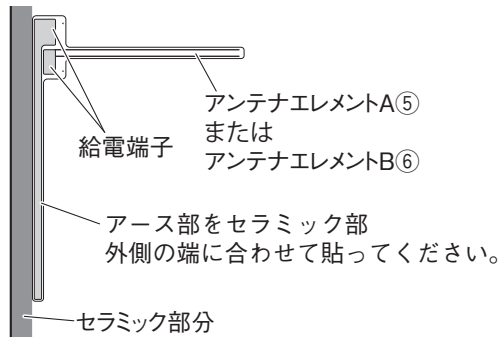 アンテナエレメントA⑤
または
アンテナエレメントB⑥
給電端子
アース部をセラミック部
外側の端に合わせて貼ってください。
セラミック部分